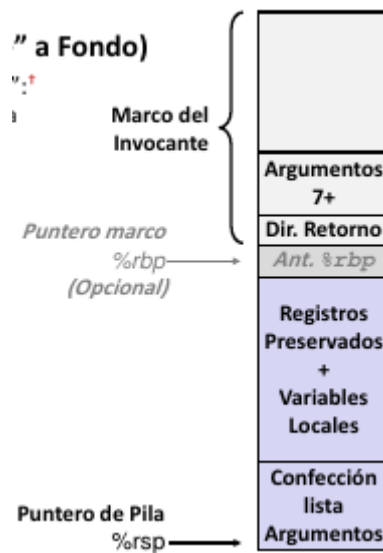 ” a Fondo)
”:†
a
Marco del
Invocante
Argumentos
7+
Dir. Retorno
Puntero marco
%rbp
(Opcional)
Ant. %rbp
Registros
Preservados
+
Variables
Locales
Confección
lista
Argumentos
Puntero de Pila
%rsp